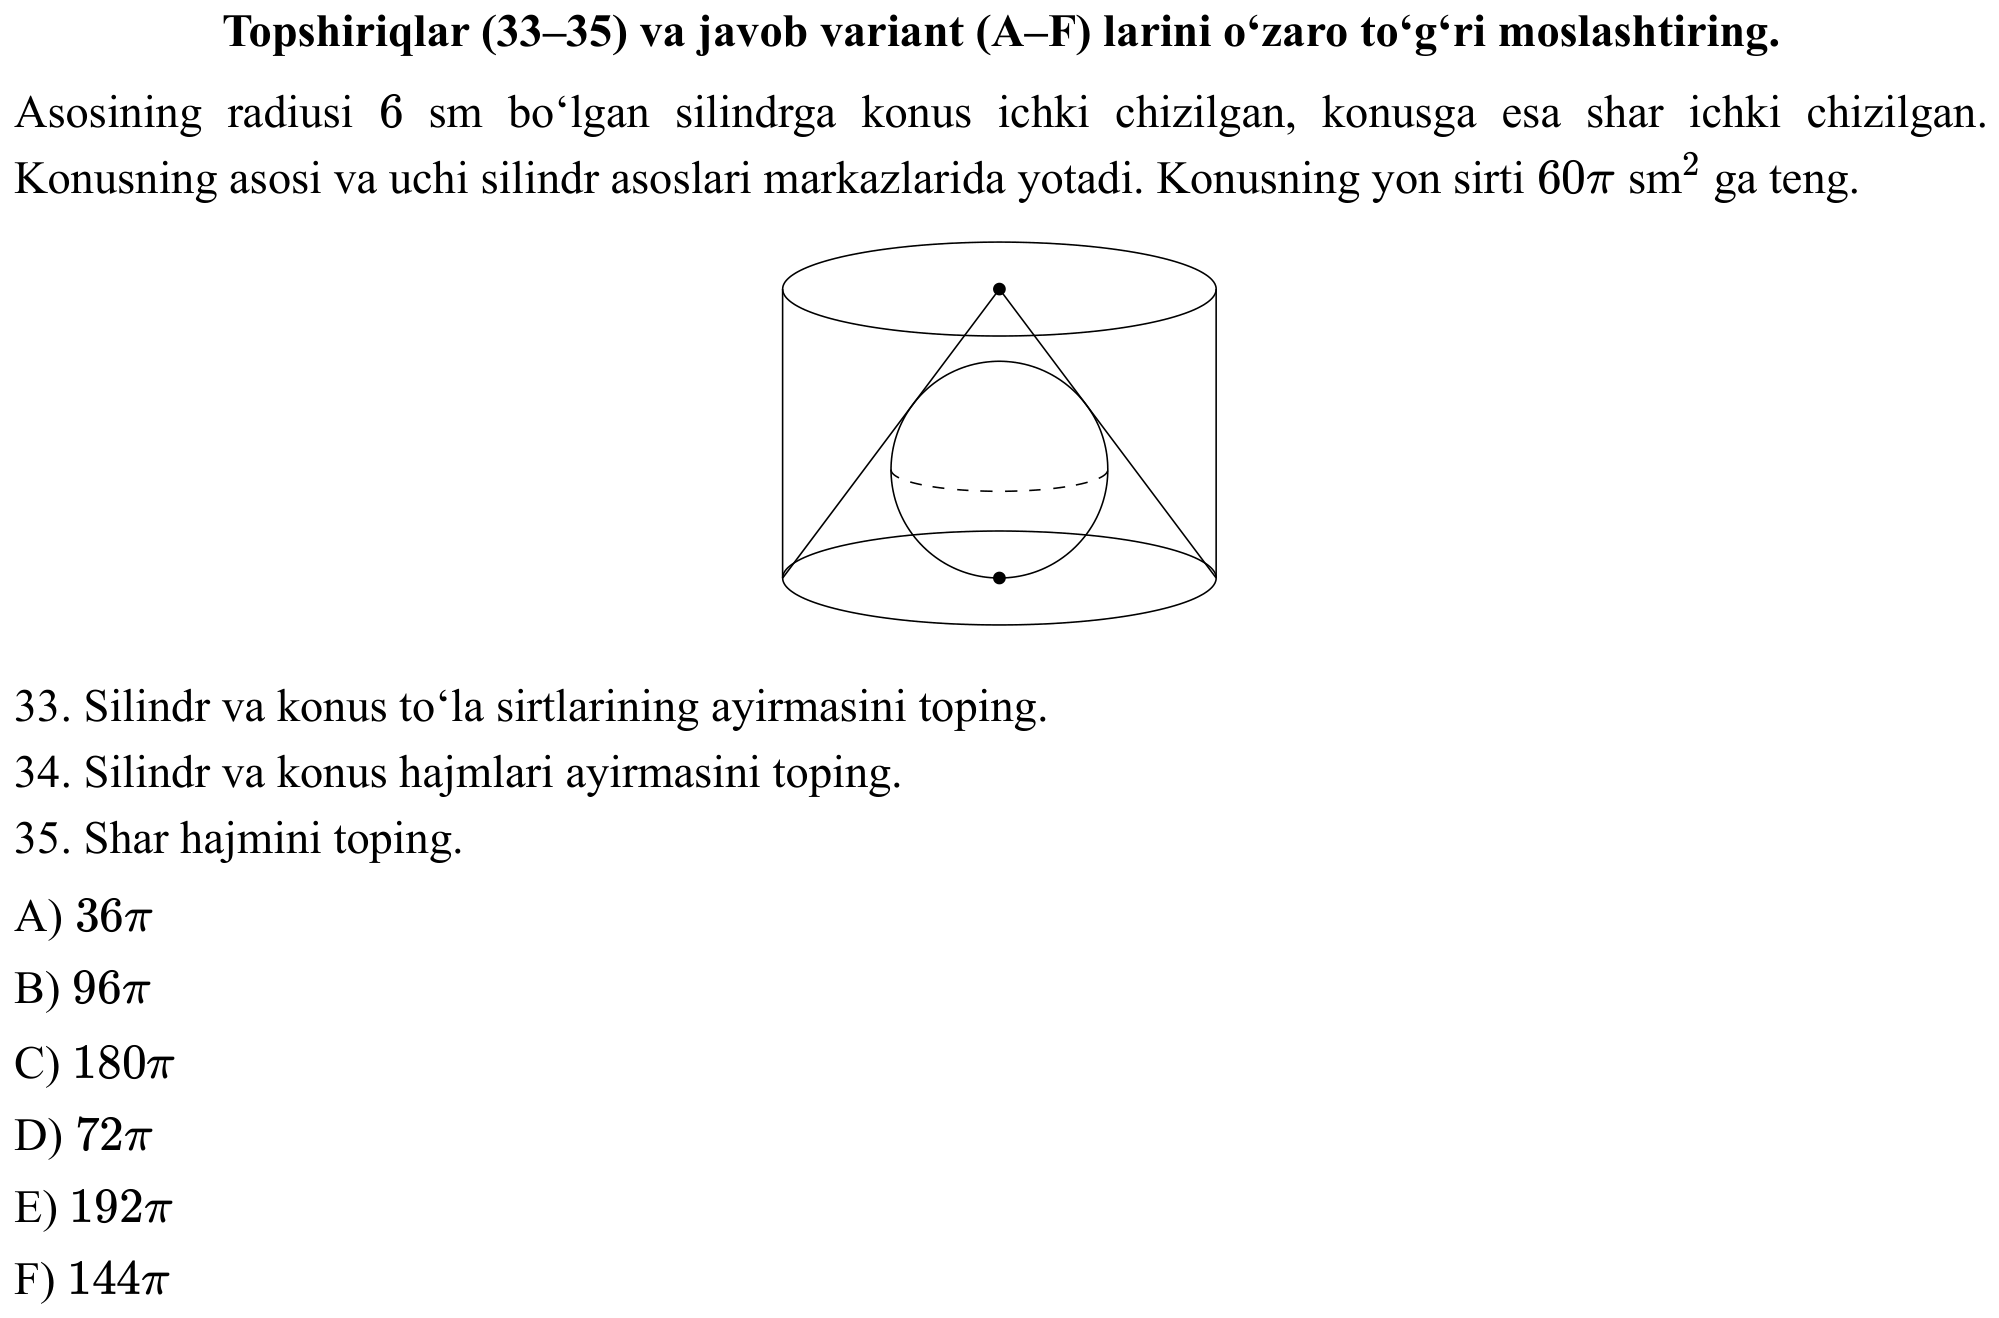 Topshiriqlar (33–35) va javob variant (A–F) larini o‘zaro to‘g‘ri moslashtiring.
Asosining radiusi 6 sm bo‘lgan silindrga konus ichki chizilgan, konusga esa shar ichki chizilgan.
Konusning asosi va uchi silindr asoslari markazlarida yotadi. Konusning yon sirti 60π sm² ga teng.
33. Silindr va konus to‘la sirtlarining ayirmasini toping.
34. Silindr va konus hajmlari ayirmasini toping.
35. Shar hajmini toping.
A) 36π
B) 96π
C) 180π
D) 72π
E) 192π
F) 144π